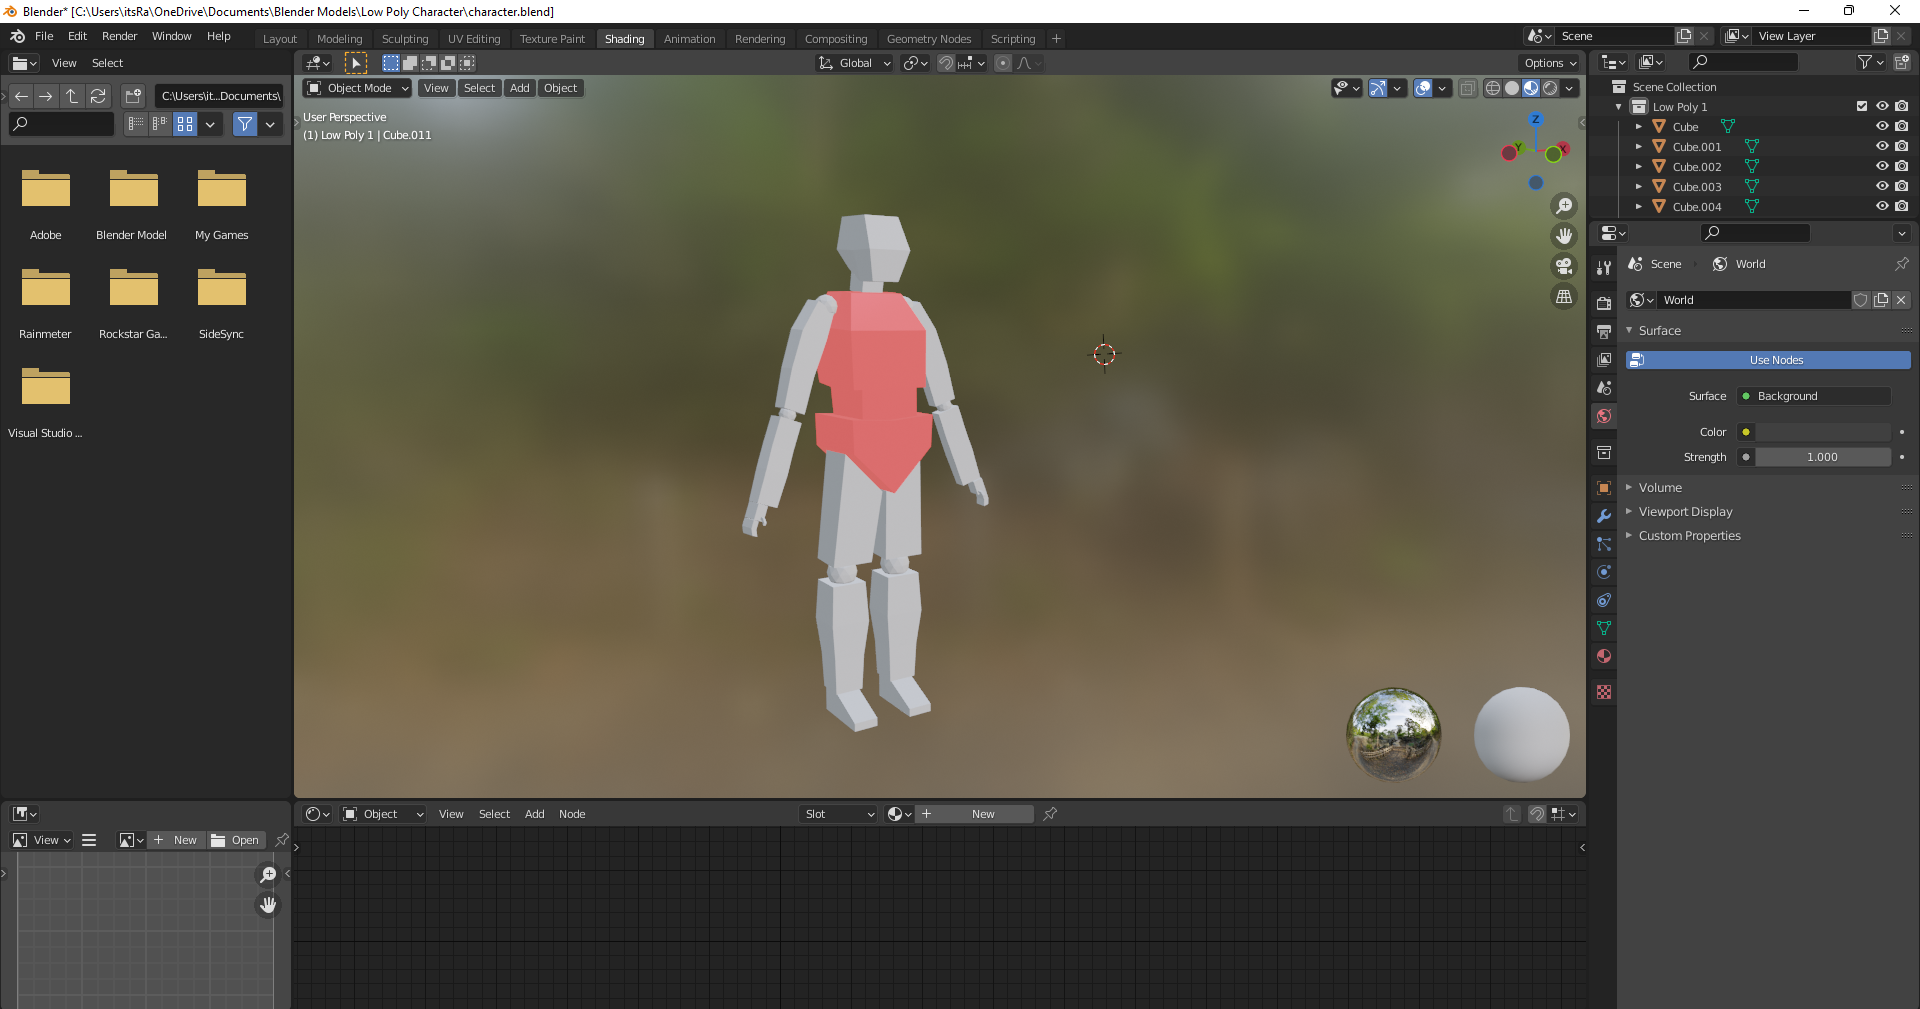 Blender* [C:\Users\itsRa\OneDrive\Documents\Blender Models\Low Poly Character\character.blend]
File Edit Render Window Help
Layout Modeling Sculpting UV Editing Texture Paint Shading Animation Rendering Compositing Geometry Nodes Scripting +
Scene
View Layer
View Select
Global
Options
C:\Users\it...Documents\
Object Mode View Select Add Object
User Perspective
(1) Low Poly 1 | Cube.011
Z
Y
X
Adobe
Blender Model
My Games
Rainmeter
Rockstar Ga...
SideSync
Visual Studio ...
Scene Collection
Low Poly 1
Cube
Cube.001
Cube.002
Cube.003
Cube.004
Scene
World
World
Surface
Use Nodes
Surface
Background
Color
Strength
1.000
Volume
Viewport Display
Custom Properties
Object View Select Add Node
Slot
+ New
View
+ New
Open